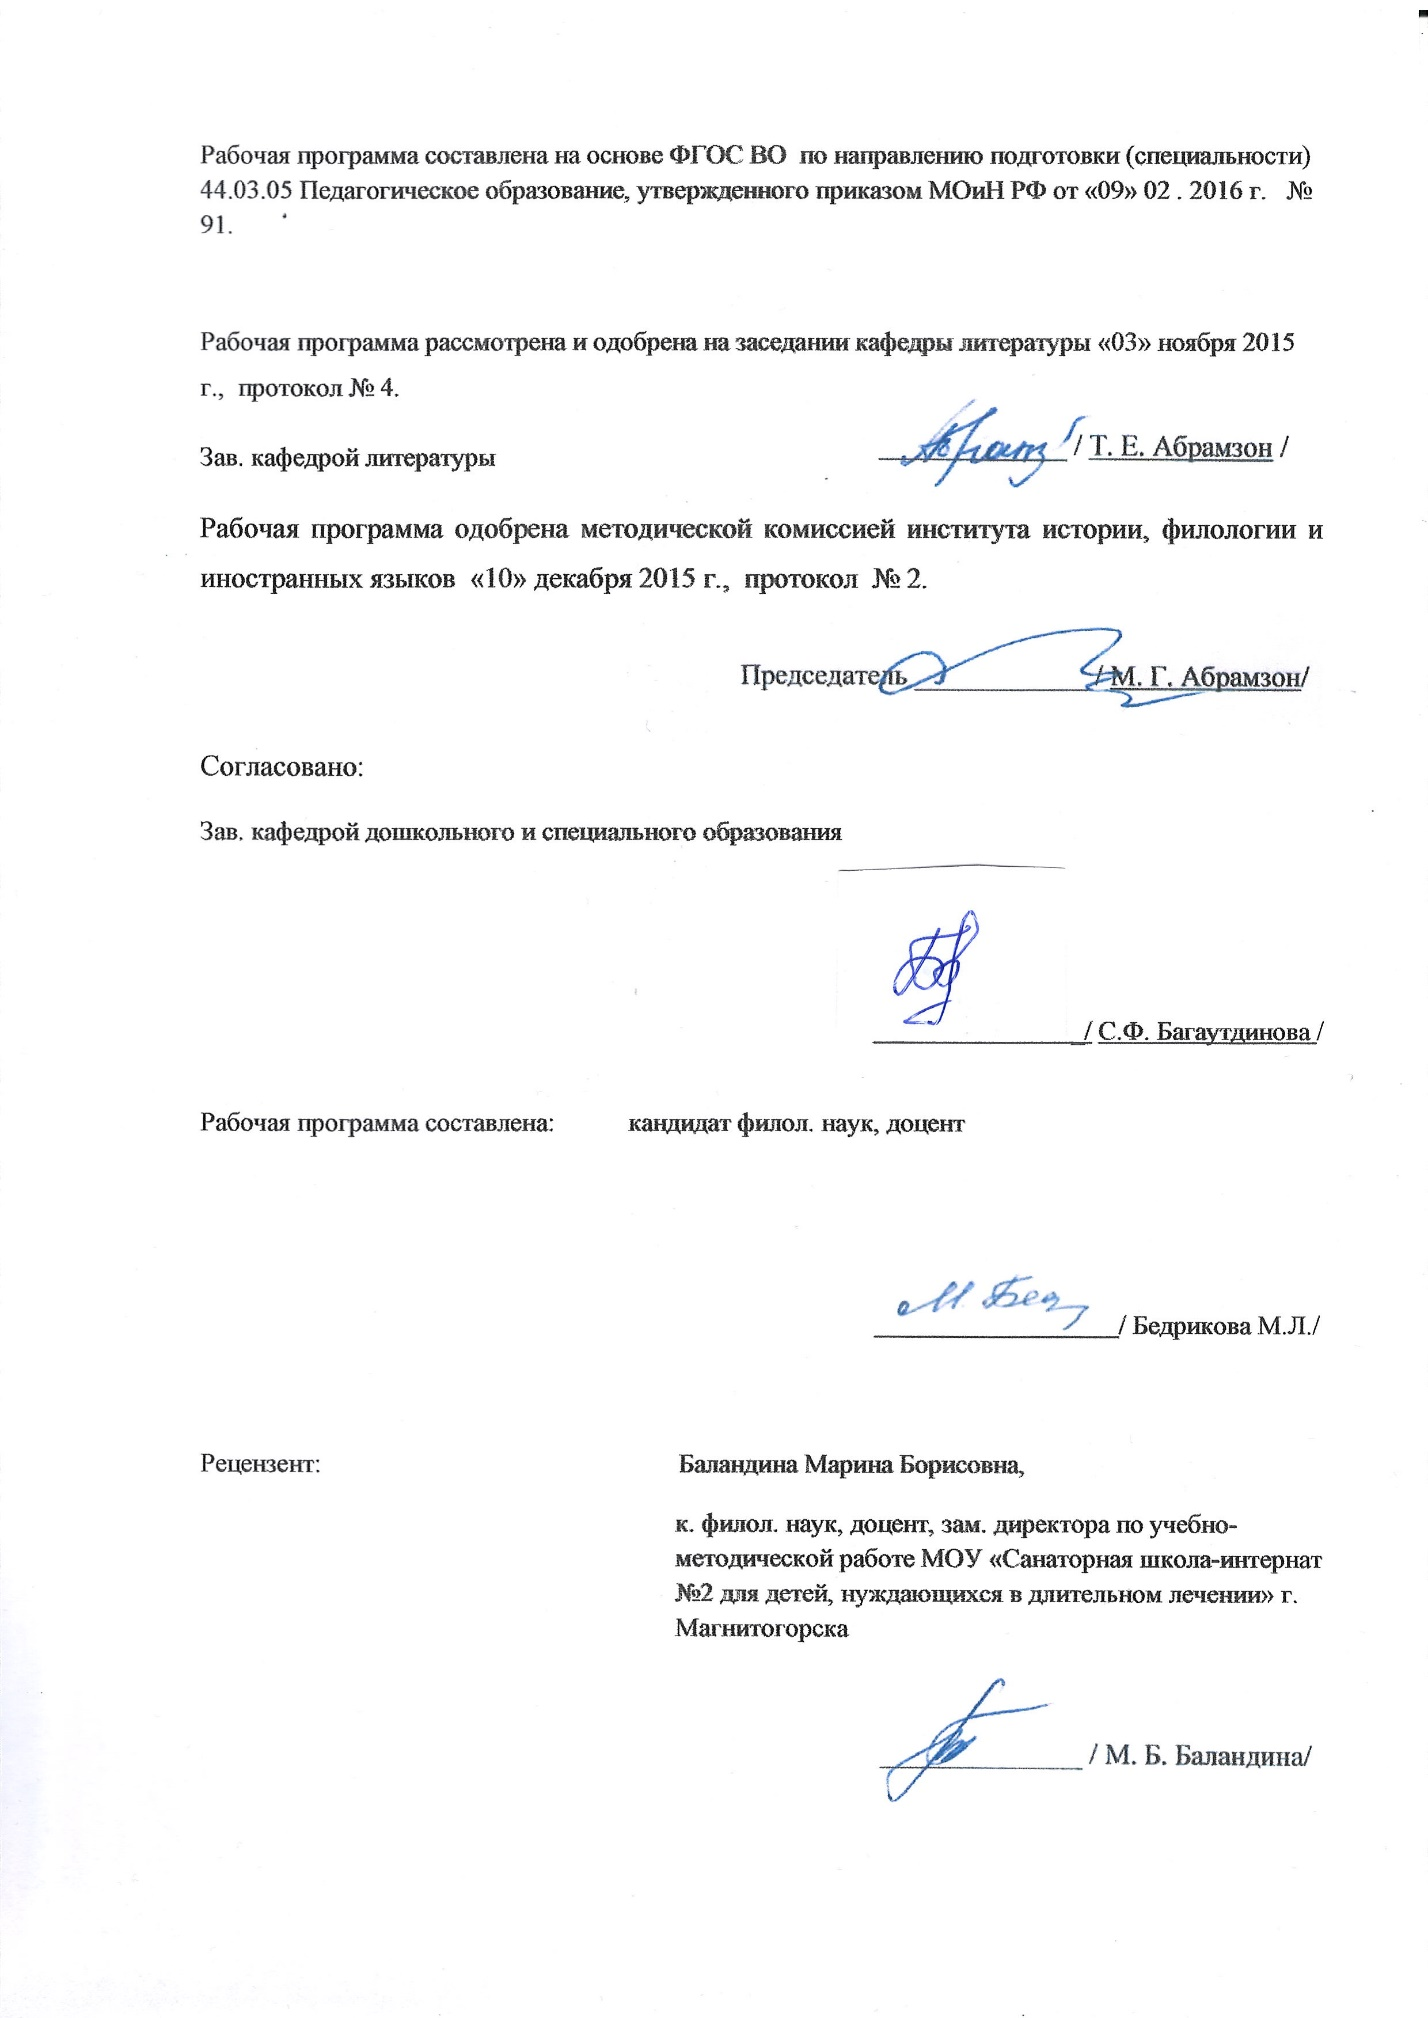 Рабочая программа составлена на основе ФГОС ВО по направлению подготовки (специальности)
44.03.05 Педагогическое образование, утвержденного приказом МОиН РФ от «09» 02 . 2016 г. №
91.
Рабочая программа рассмотрена и одобрена на заседании кафедры литературы «03» ноября 2015
г., протокол № 4.
Зав. кафедрой литературы / Т. Е. Абрамзон /
Рабочая программа одобрена методической комиссией института истории, филологии и
иностранных языков «10» декабря 2015 г., протокол № 2.
Председатель / М. Г. Абрамзон/
Согласовано:
Зав. кафедрой дошкольного и специального образования
/ С.Ф. Багаутдинова /
Рабочая программа составлена: кандидат филол. наук, доцент
/ Бедрикова М.Л./
Рецензент: Баландина Марина Борисовна,
к. филол. наук, доцент, зам. директора по учебно-
методической работе МОУ «Санаторная школа-интернат
№2 для детей, нуждающихся в длительном лечении» г.
Магнитогорска
/ М. Б. Баландина/